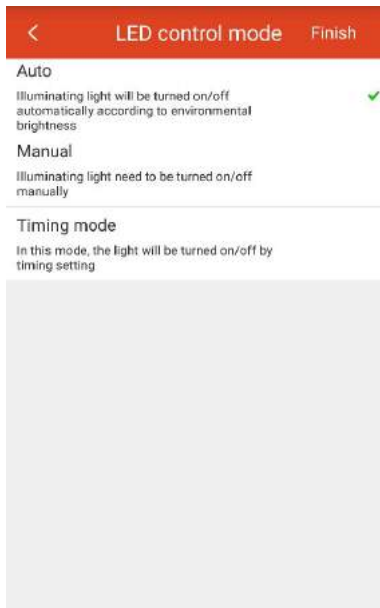 LED control mode Finish
Auto
Illuminating light will be turned on/off
automatically according to environmental
brightness
Manual
Illuminating light need to be turned on/off
manually
Timing mode
In this mode, the light will be turned on/off by
timing setting